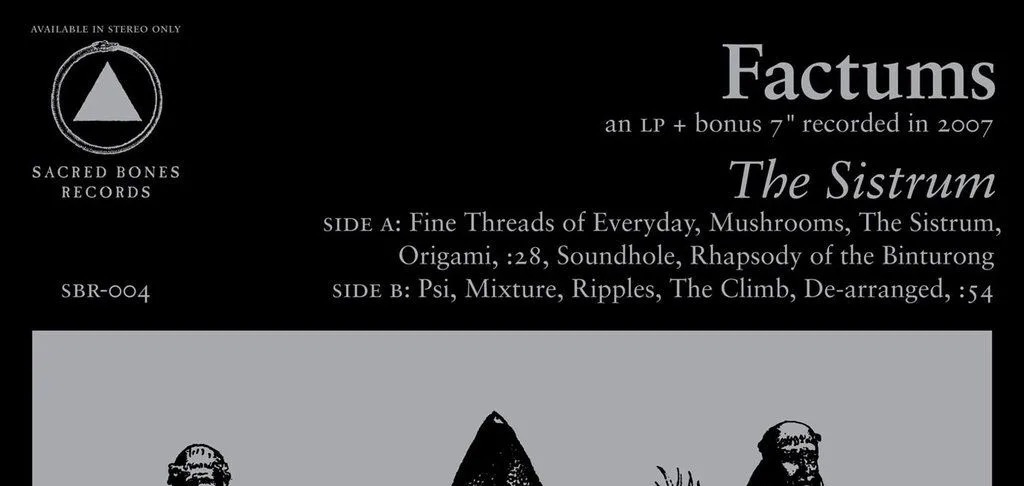 AVAILABLE IN STEREO ONLY
SACRED BONES
RECORDS
SBR-004
Factums
an LP + bonus 7" recorded in 2007
The Sistrum
SIDE A: Fine Threads of Everyday, Mushrooms, The Sistrum,
Origami, :28, Soundhole, Rhapsody of the Binturong
SIDE B: Psi, Mixture, Ripples, The Climb, De-arranged, :54